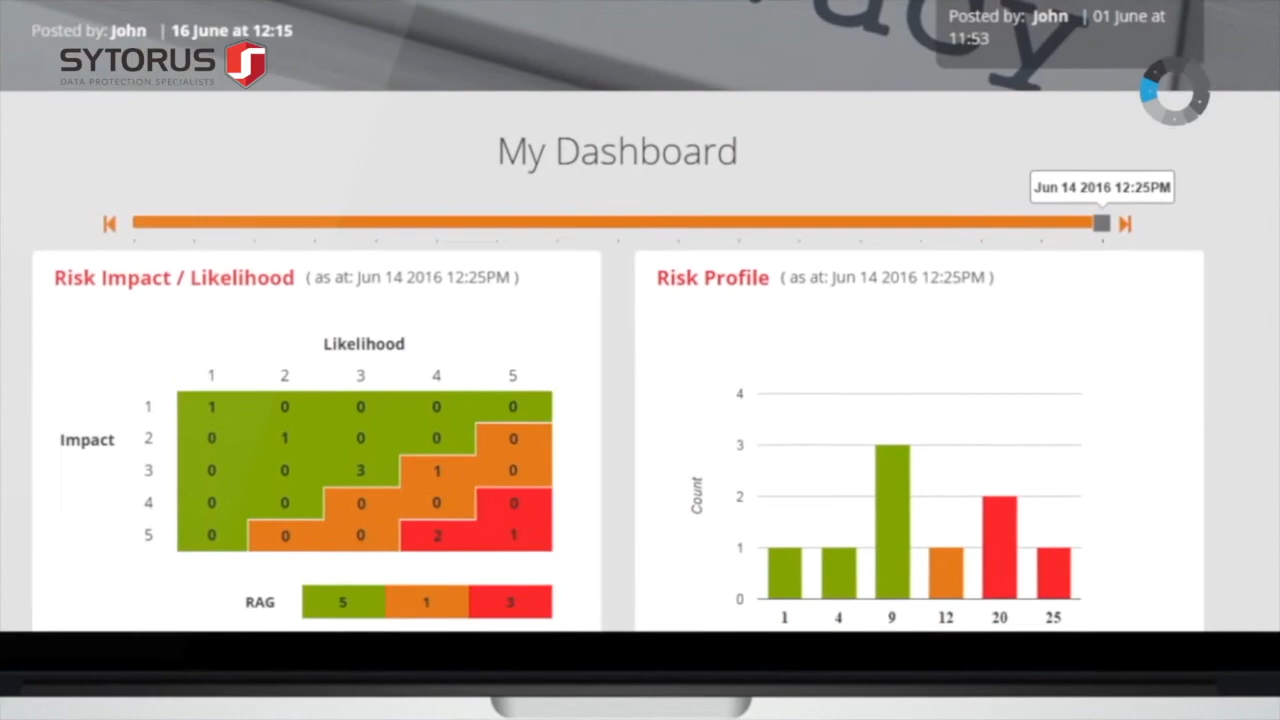 Posted by: John | 16 June at 12:15
Posted by: John | 01 June at
11:53
SYTORUS
DATA PROTECTION SPECIALISTS
acy
My Dashboard
Jun 14 2016 12:25PM
Risk Impact / Likelihood ( as at: Jun 14 2016 12:25PM )
Likelihood
1 2 3 4 5
1 1 0 0 0 0
Impact 2 0 1 0 0 0
3 0 0 3 1 0
4 0 0 0 0 0
5 0 0 0 2 1
RAG 5 1 3
Risk Profile ( as at: Jun 14 2016 12:25PM )
4
3
Count
2
1
0
1 4 9 12 20 25